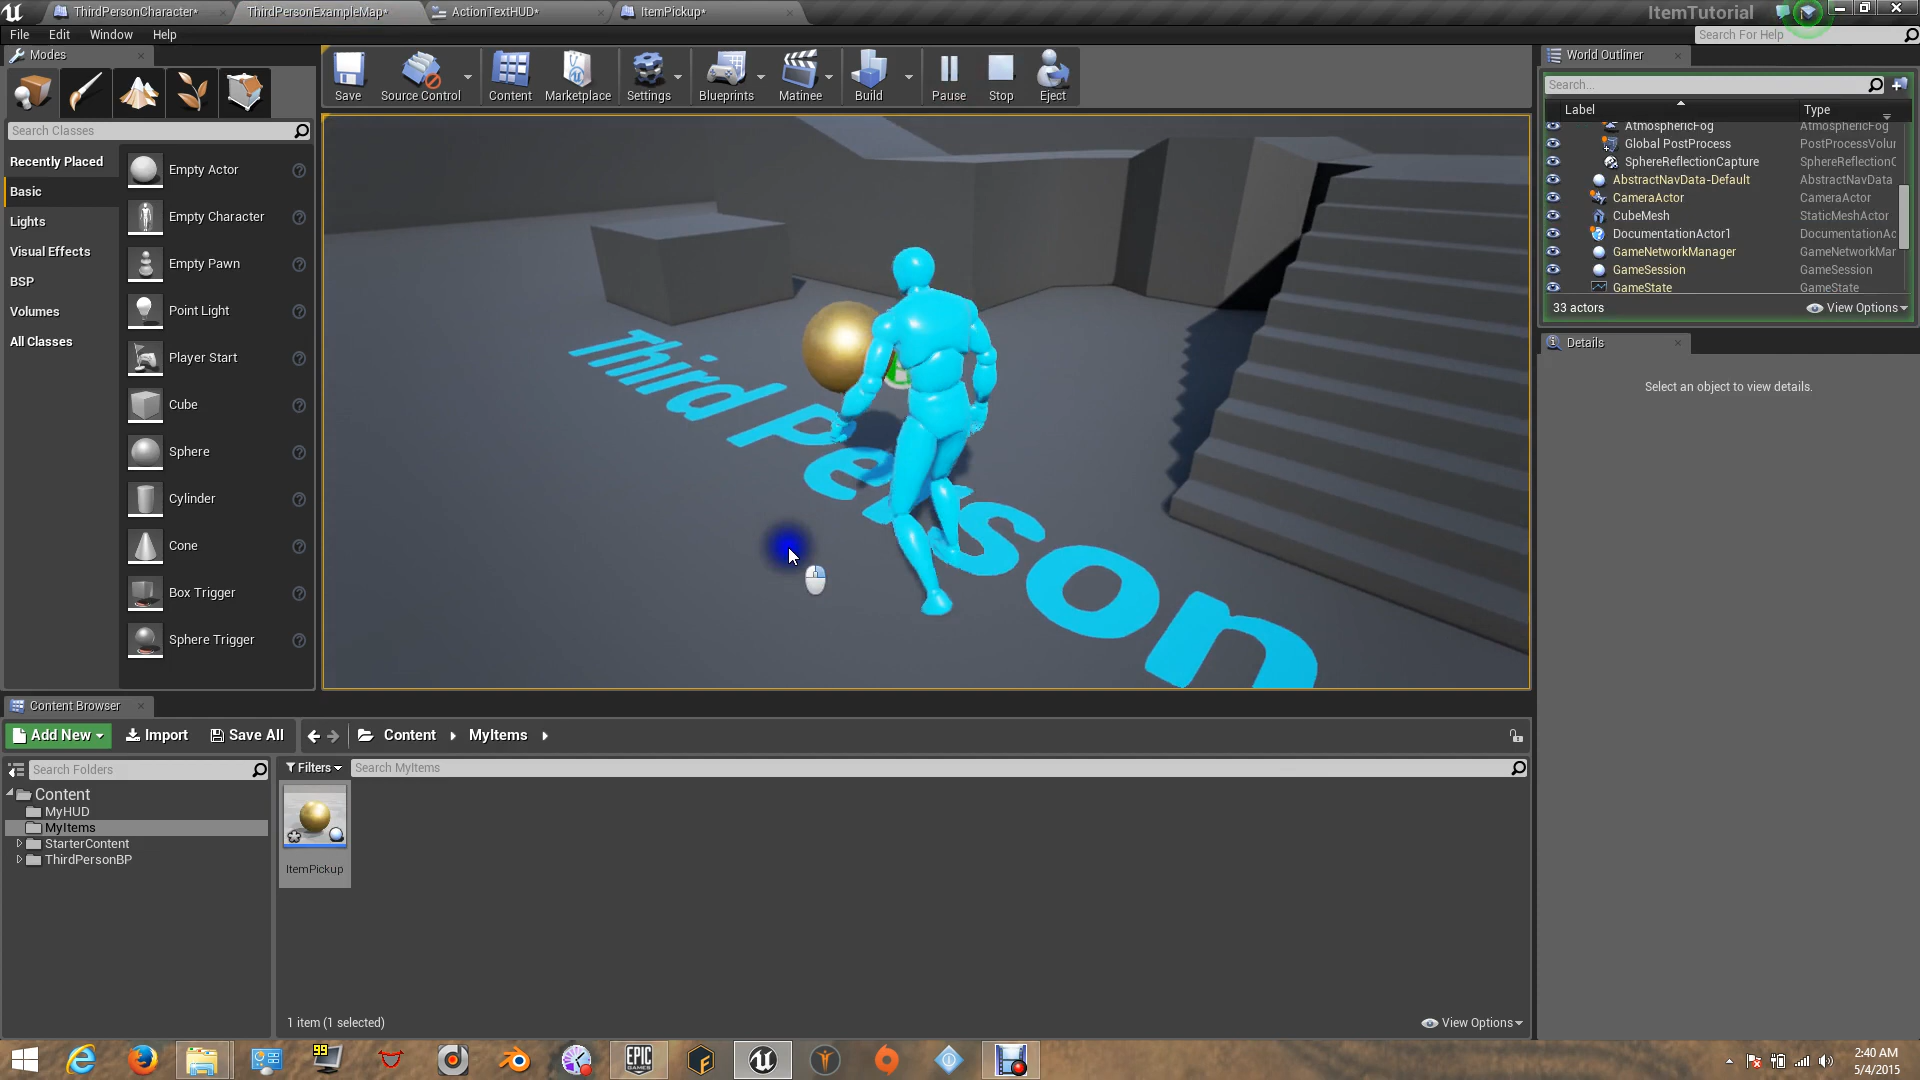 ThirdPersonCharacter*
ThirdPersonExampleMap*
ActionTextHUD*
ItemPickup*
ItemTutorial
File Edit Window Help
Search For Help
Modes
Save
Source Control
Content
Marketplace
Settings
Blueprints
Matinee
Build
Pause
Stop
Eject
Search Classes
Recently Placed
Basic
Lights
Visual Effects
BSP
Volumes
All Classes
Empty Actor
Empty Character
Empty Pawn
Point Light
Player Start
Cube
Sphere
Cylinder
Cone
Box Trigger
Sphere Trigger
Third Person
World Outliner
Search...
Label Type
AtmosphericFog AtmosphericFog
Global PostProcess PostProcessVolur
SphereReflectionCapture SphereReflectionC
AbstractNavData-Default AbstractNavData
CameraActor CameraActor
CubeMesh StaticMeshActor
DocumentationActor1 DocumentationAc
GameNetworkManager GameNetworkMar
GameSession GameSession
GameState GameState
33 actors
View Options
Details
Select an object to view details.
Content Browser
Add New Import Save All Content MyItems
Search Folders
Filters Search MyItems
Content
MyHUD
MyItems
StarterContent
ThirdPersonBP
ItemPickup
1 item (1 selected)
View Options
99
EPIC
GAMES
2:40 AM
5/4/2015